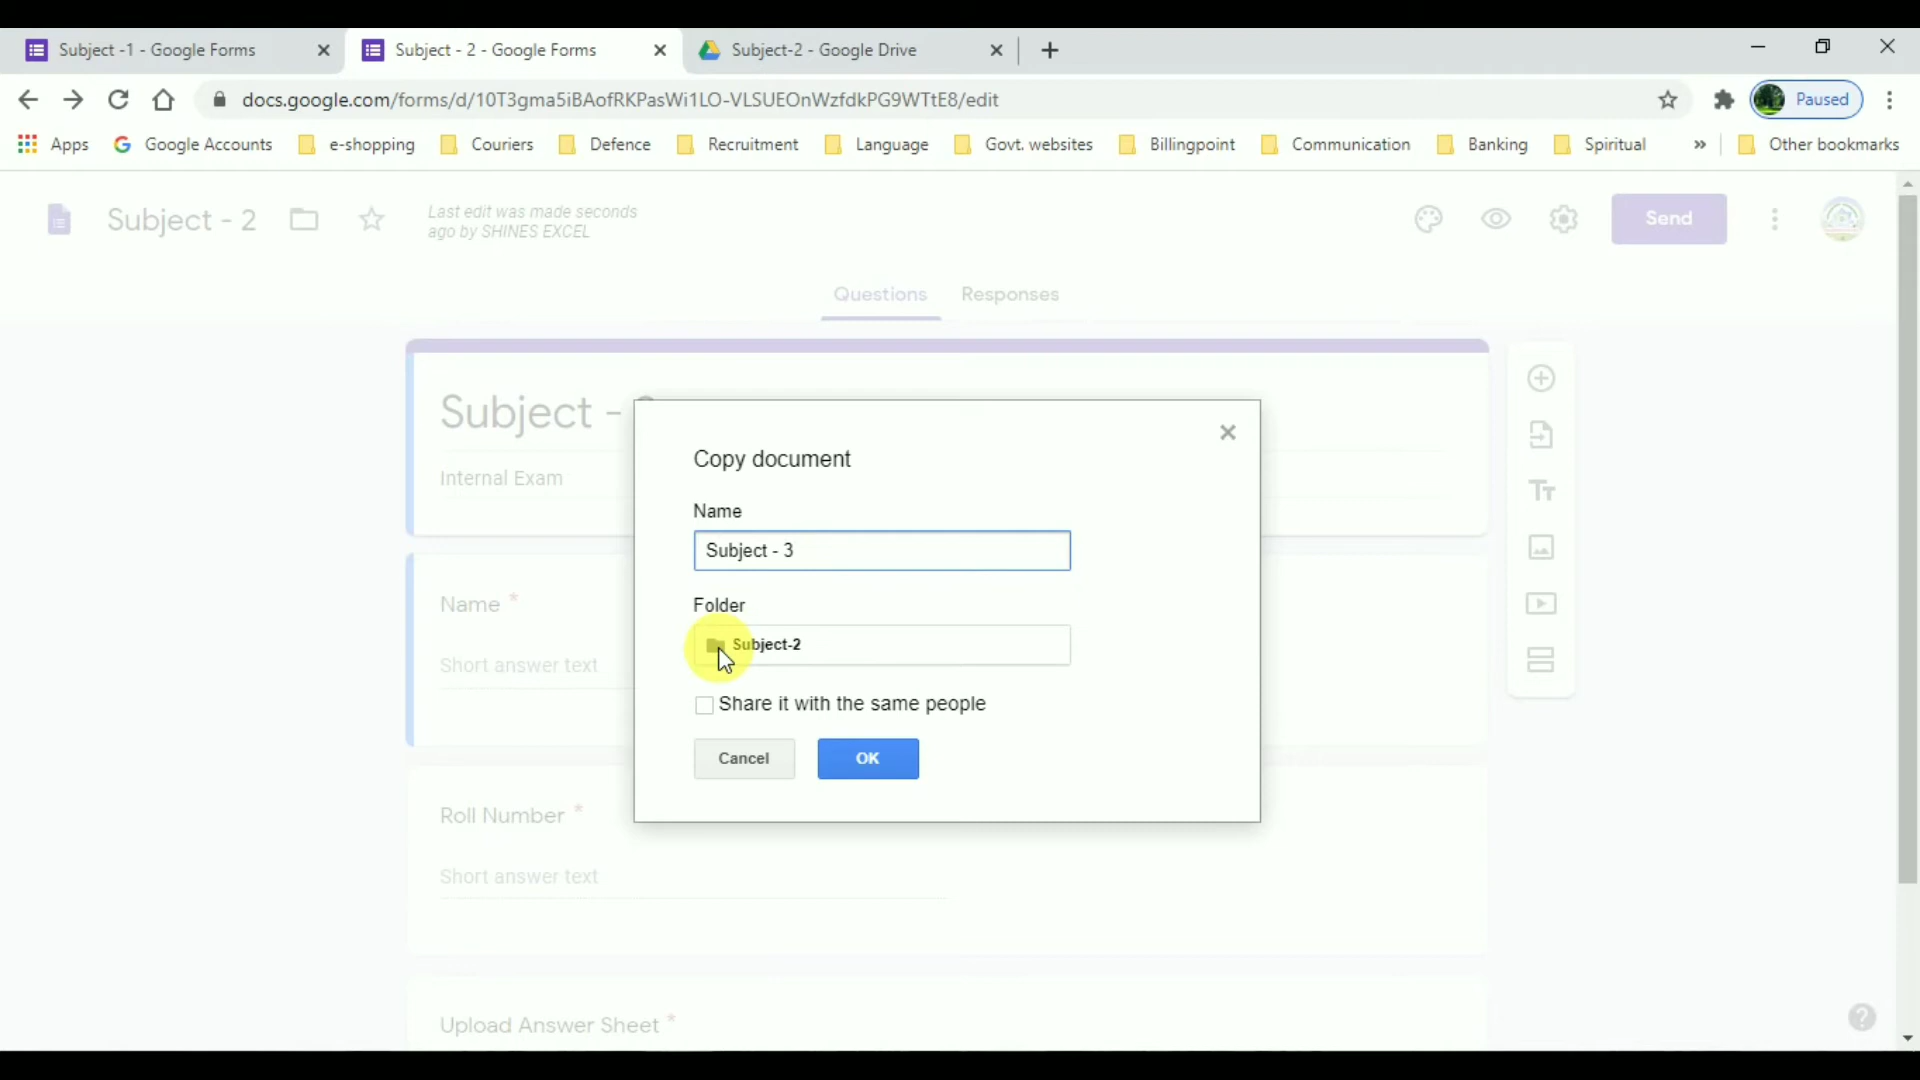 Subject -1 - Google Forms
Subject - 2 - Google Forms
Subject-2 - Google Drive
docs.google.com/forms/d/10T3gma5iBAofRKPasWi1LO-VLSUEOnWzfdkPG9WTtE8/edit
Paused
Apps
Google Accounts
e-shopping
Couriers
Defence
Recruitment
Language
Govt. websites
Billingpoint
Communication
Banking
Spiritual
»
Other bookmarks
Subject - 2
Last edit was made seconds
ago by SHINES EXCEL
Send
Questions
Responses
Subject -
Internal Exam
Name *
Short answer text
Roll Number *
Short answer text
Upload Answer Sheet *
Copy document
Name
Subject - 3
Folder
Subject-2
Share it with the same people
Cancel
OK
Tт